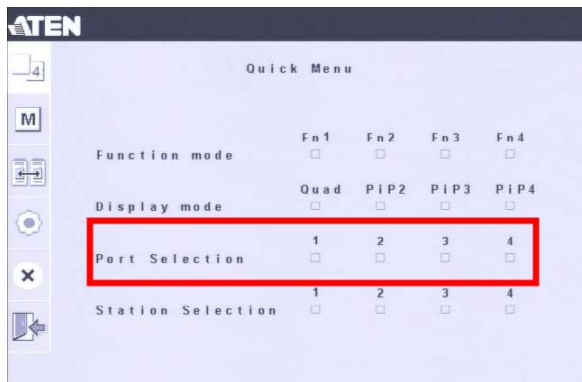 ATEN
4
Quick Menu
M
Fn1 Fn2 Fn3 Fn4
Function mode
Quad PiP2 PiP3 PiP4
Display mode
1 2 3 4
Port Selection
1 2 3 4
Station Selection